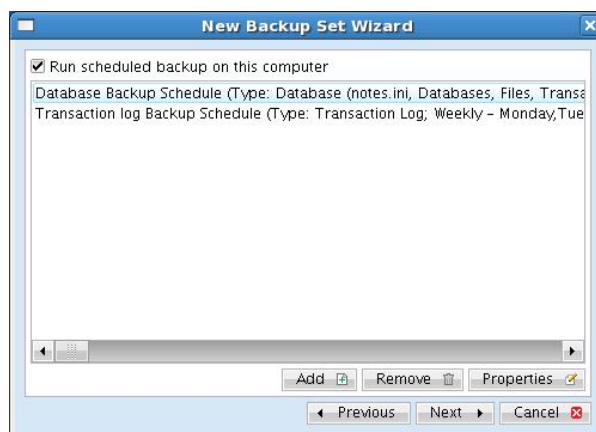 New Backup Set Wizard
Run scheduled backup on this computer
Database Backup Schedule (Type: Database (notes.ini, Databases, Files, Transa
Transaction log Backup Schedule (Type: Transaction Log; Weekly - Monday,Tue
Add Remove Properties
Previous Next Cancel